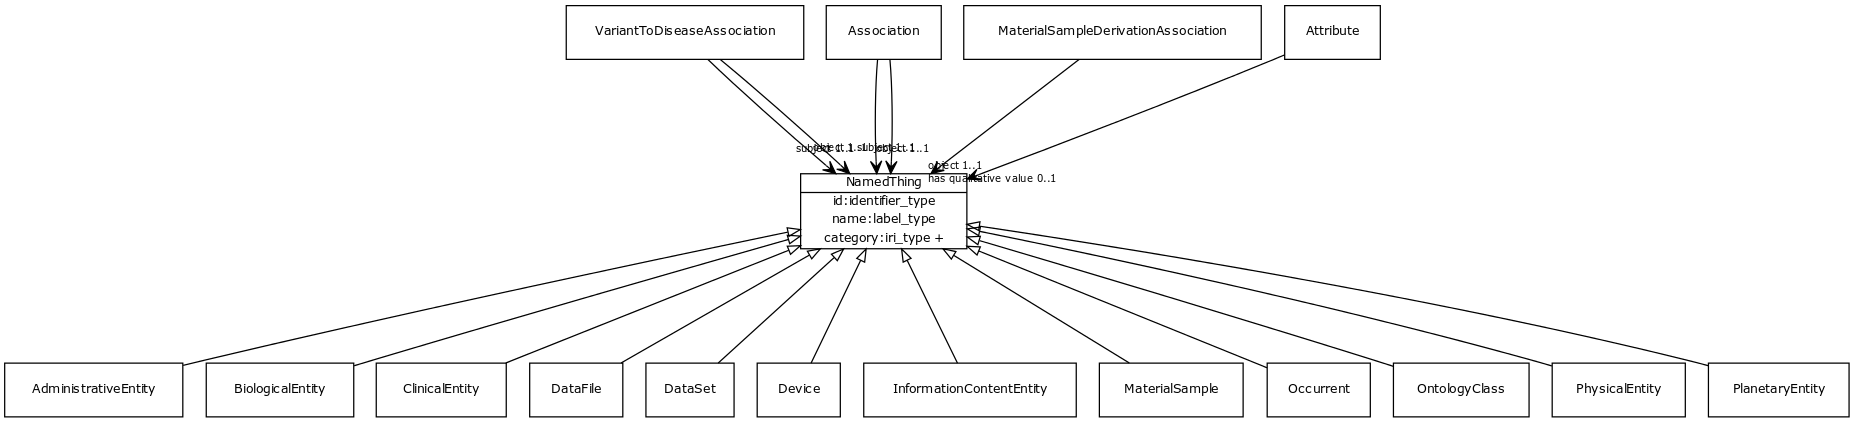 VariantToDiseaseAssociation
Association
MaterialSampleDerivationAssociation
Attribute
subject 1..1
object 1..1
subject 1..1
object 1..1
object 1..1
has qualitative value 0..1
NamedThing
id:identifier_type
name:label_type
category:iri_type +
AdministrativeEntity
BiologicalEntity
ClinicalEntity
DataFile
DataSet
Device
InformationContentEntity
MaterialSample
Occurrent
OntologyClass
PhysicalEntity
PlanetaryEntity